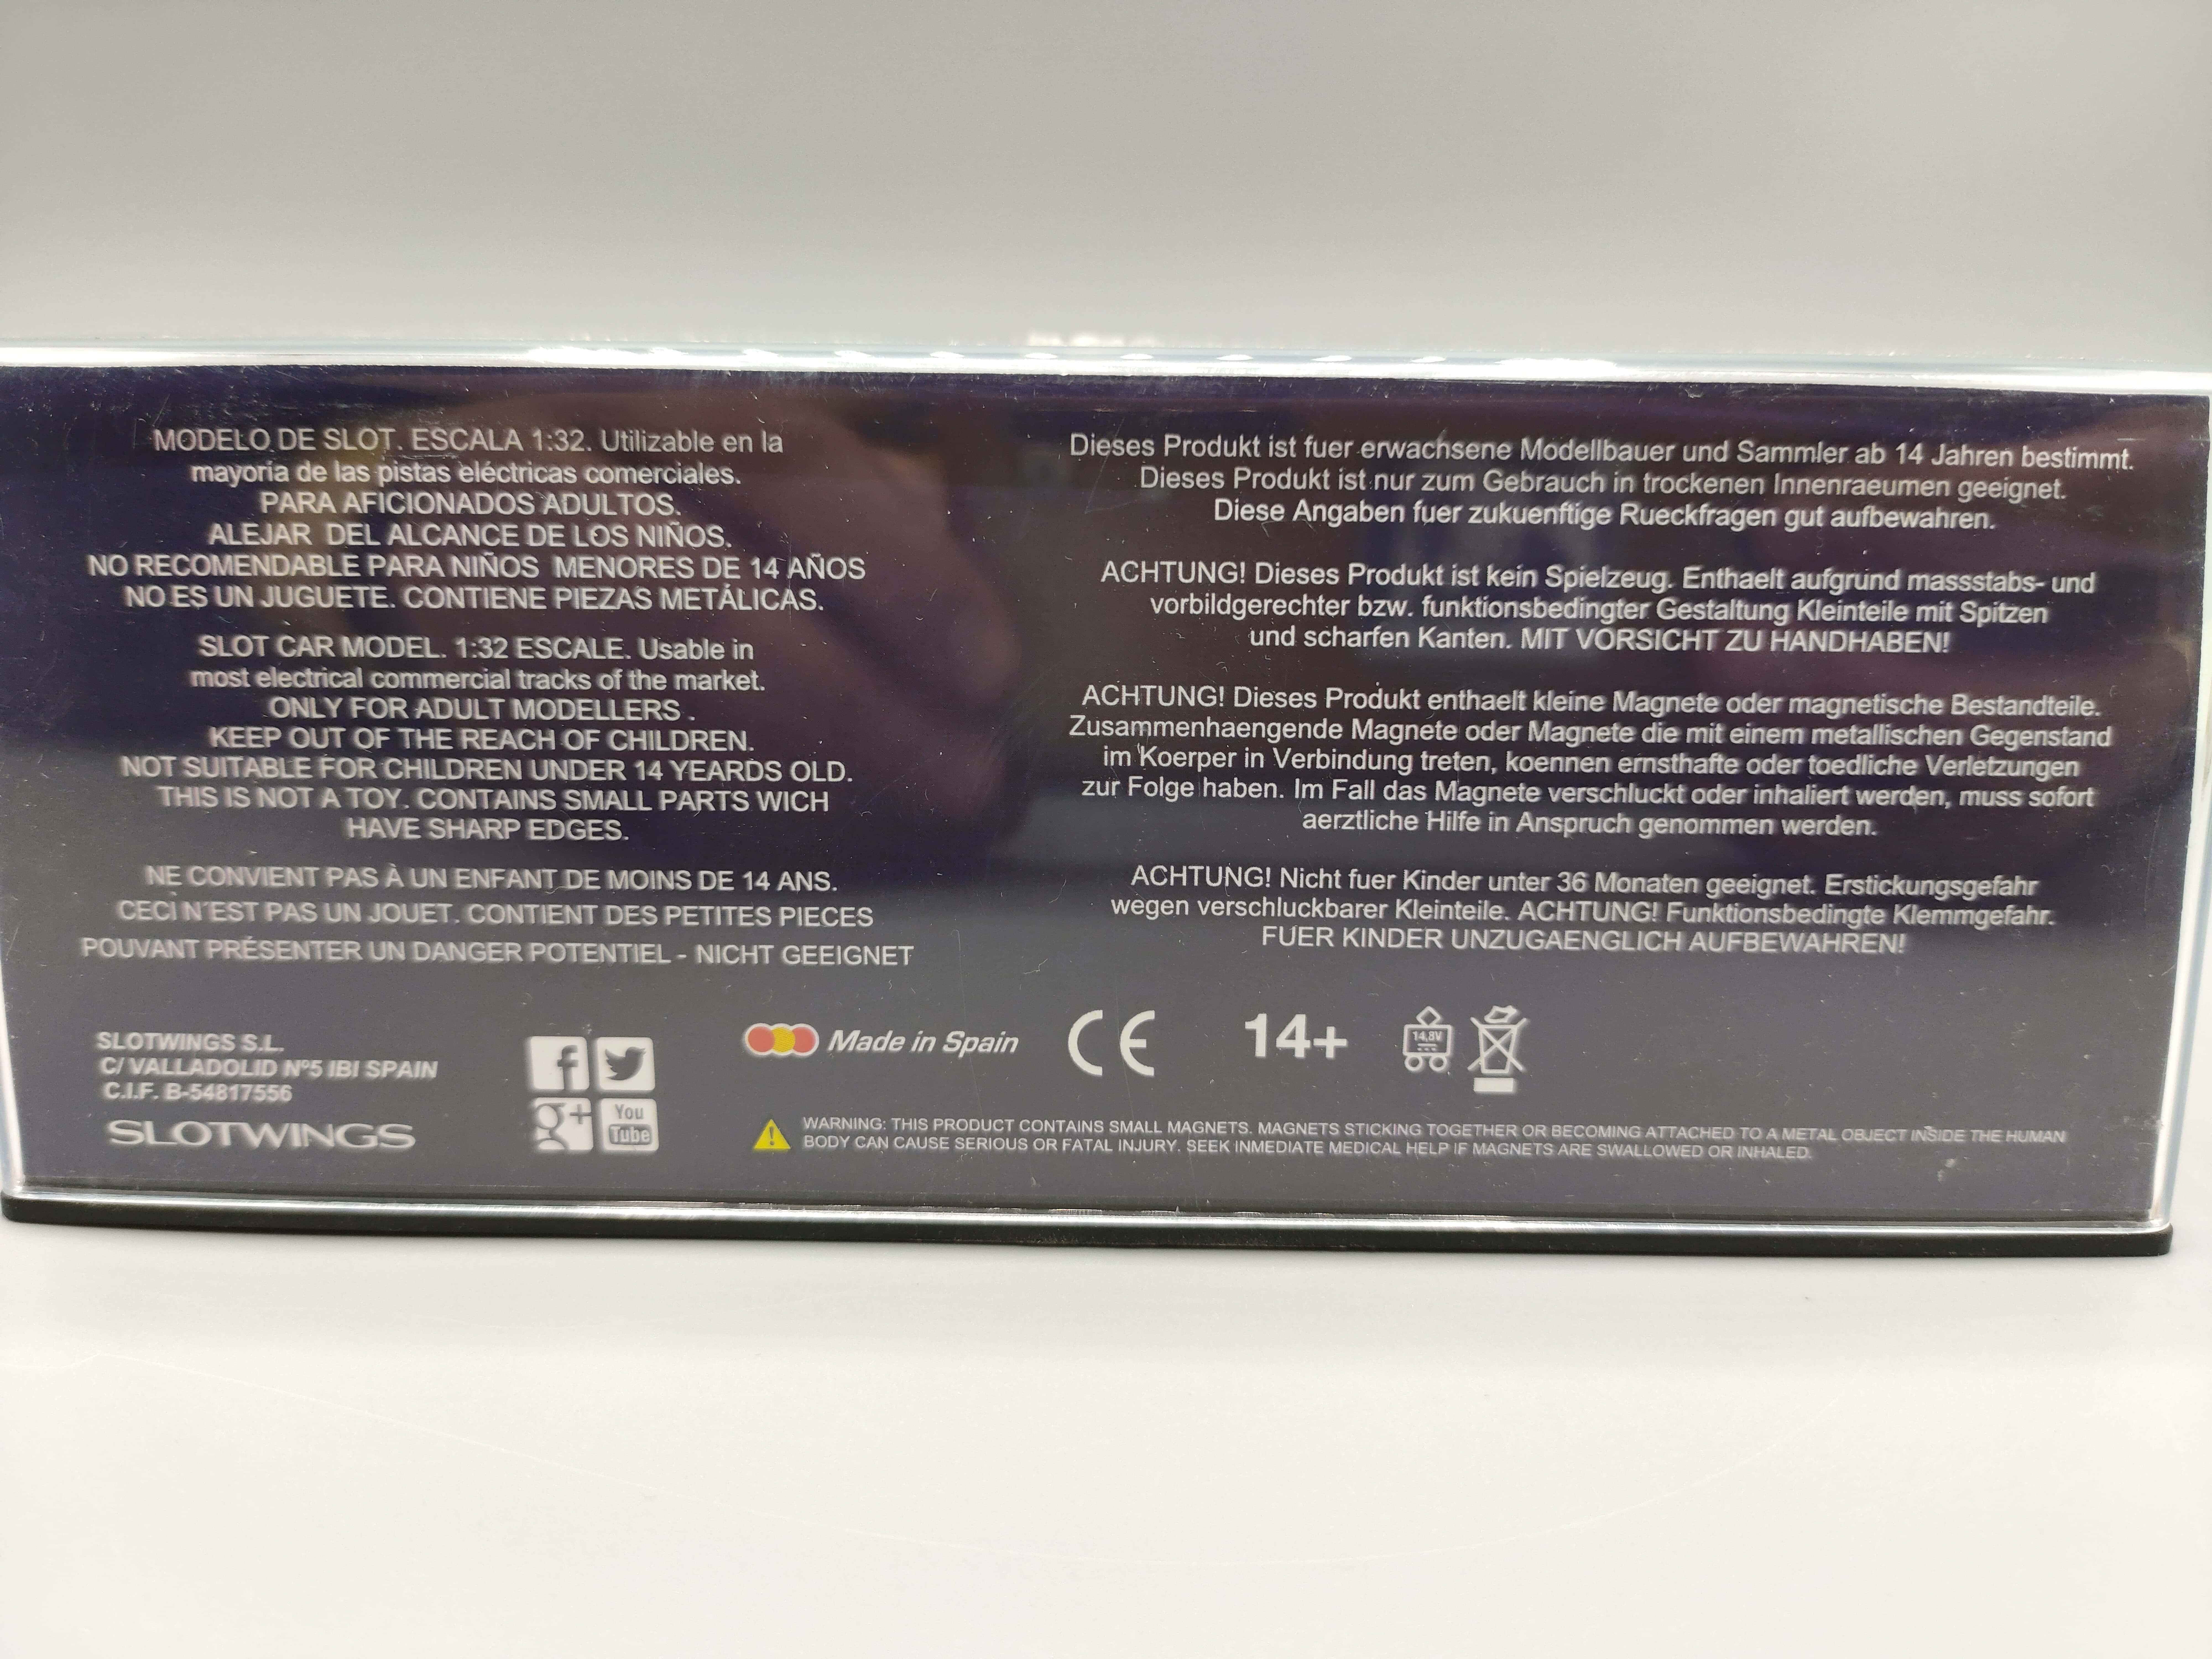 MODELO DE SLOT. ESCALA 1:32. Utilizable en la
mayoría de las pistas eléctricas comerciales.
PARA AFICIONADOS ADULTOS.
ALEJAR DEL ALCANCE DE LOS NIÑOS.
NO RECOMENDABLE PARA NIÑOS MENORES DE 14 AÑOS
NO ES UN JUGUETE. CONTIENE PIEZAS METÁLICAS.
SLOT CAR MODEL. 1:32 ESCALE. Usable in
most electrical commercial tracks of the market.
ONLY FOR ADULT MODELLERS .
KEEP OUT OF THE REACH OF CHILDREN.
NOT SUITABLE FOR CHILDREN UNDER 14 YEARDS OLD.
THIS IS NOT A TOY. CONTAINS SMALL PARTS WICH
HAVE SHARP EDGES.
NE CONVIENT PAS À UN ENFANT DE MOINS DE 14 ANS.
CECÌ N'EST PAS UN JOUET. CONTIENT DES PETITES PIECES
POUVANT PRÉSENTER UN DANGER POTENTIEL - NICHT GEEIGNET
Dieses Produkt ist fuer erwachsene Modellbauer und Sammler ab 14 Jahren bestimmt.
Dieses Produkt ist nur zum Gebrauch in trockenen Innenraeumen geeignet.
Diese Angaben fuer zukuenftige Rueckfragen gut aufbewahren.
ACHTUNG! Dieses Produkt ist kein Spielzeug. Enthaelt aufgrund massstabs- und
vorbildgerechter bzw. funktionsbedingter Gestaltung Kleinteile mit Spitzen
und scharfen Kanten. MIT VORSICHT ZU HANDHABEN!
ACHTUNG! Dieses Produkt enthaelt kleine Magnete oder magnetische Bestandteile.
Zusammenhaengende Magnete oder Magnete die mit einem metallischen Gegenstand
im Koerper in Verbindung treten, koennen ernsthafte oder toedliche Verletzungen
zur Folge haben. Im Fall das Magnete verschluckt oder inhaliert werden, muss sofort
aerztliche Hilfe in Anspruch genommen werden.
ACHTUNG! Nicht fuer Kinder unter 36 Monaten geeignet. Erstickungsgefahr
wegen verschluckbarer Kleinteile. ACHTUNG! Funktionsbedingte Klemmgefahr.
FUER KINDER UNZUGAENGLICH AUFBEWAHREN!
SLOTWINGS S.L.
C/ VALLADOLID Nº5 IBI SPAIN
C.I.F. B-54817556
SLOTWINGS
f
g+
You
Tube
Made in Spain
CE
14+
14,8V
WARNING: THIS PRODUCT CONTAINS SMALL MAGNETS. MAGNETS STICKING TOGETHER OR BECOMING ATTACHED TO A METAL OBJECT INSIDE THE HUMAN
BODY CAN CAUSE SERIOUS OR FATAL INJURY. SEEK INMEDIATE MEDICAL HELP IF MAGNETS ARE SWALLOWED OR INHALED.